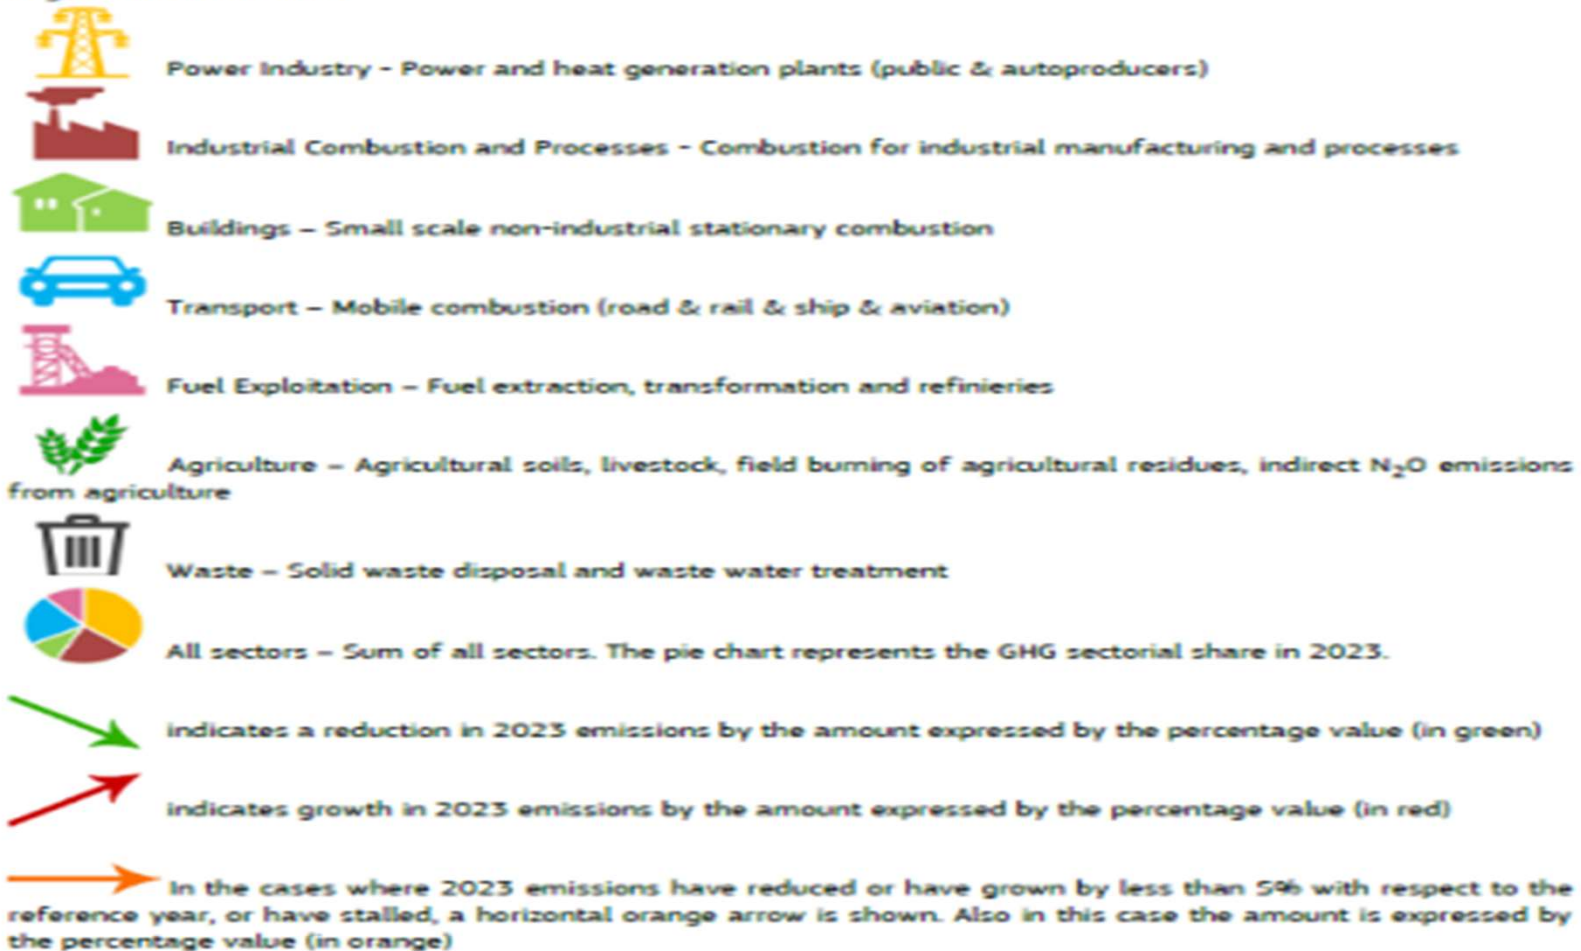 Power Industry - Power and heat generation plants (public & autoproducers)
Industrial Combustion and Processes - Combustion for industrial manufacturing and processes
Buildings – Small scale non-industrial stationary combustion
Transport – Mobile combustion (road & rail & ship & aviation)
Fuel Exploitation – Fuel extraction, transformation and refinieries
Agriculture – Agricultural soils, livestock, field burning of agricultural residues, indirect N₂O emissions
from agriculture
Waste – Solid waste disposal and waste water treatment
All sectors – Sum of all sectors. The pie chart represents the GHG sectorial share in 2023.
indicates a reduction in 2023 emissions by the amount expressed by the percentage value (in green)
indicates growth in 2023 emissions by the amount expressed by the percentage value (in red)
In the cases where 2023 emissions have reduced or have grown by less than 5% with respect to the
reference year, or have stalled, a horizontal orange arrow is shown. Also in this case the amount is expressed by
the percentage value (in orange)